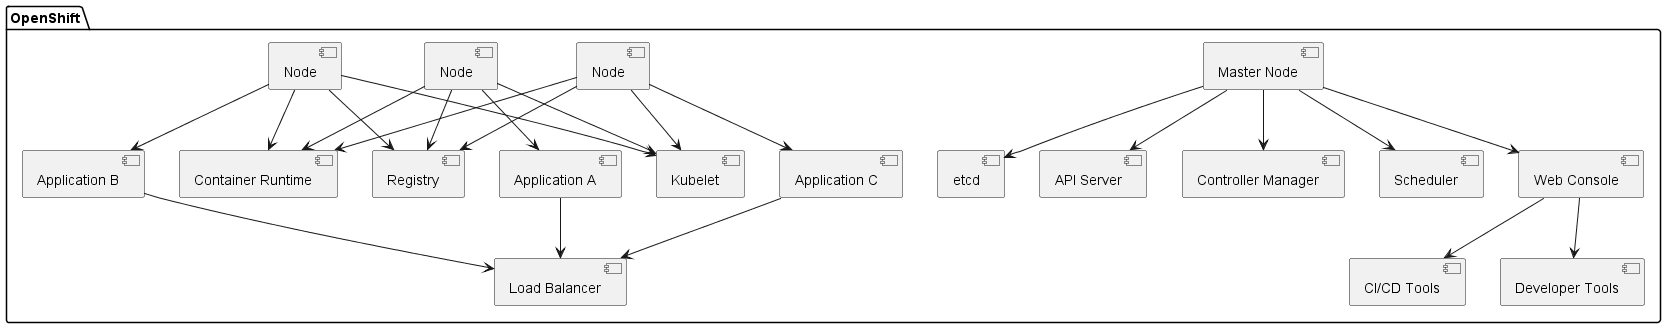 OpenShift
Node
Node
Node
Master Node
Application B
Container Runtime
Registry
Application A
Kubelet
Application C
etcd
API Server
Controller Manager
Scheduler
Web Console
Load Balancer
CI/CD Tools
Developer Tools